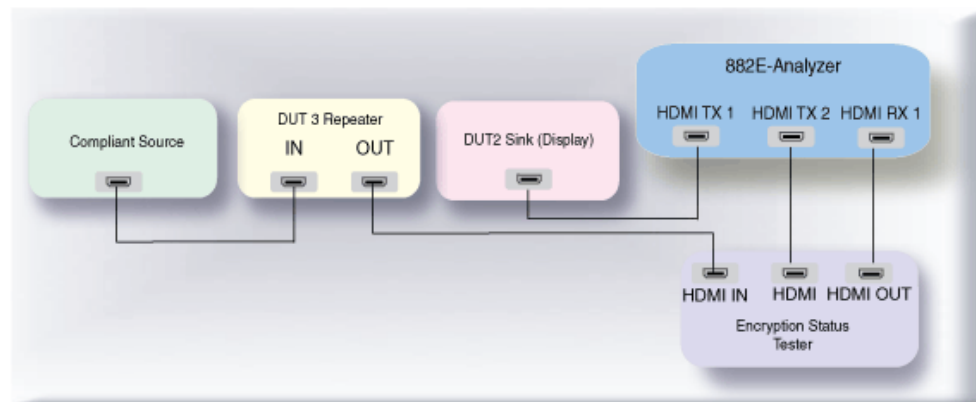 882E-Analyzer
HDMI TX 1 HDMI TX 2 HDMI RX 1
Compliant Source
DUT 3 Repeater
IN OUT
DUT2 Sink (Display)
HDMI IN HDMI HDMI OUT
Encryption Status
Tester